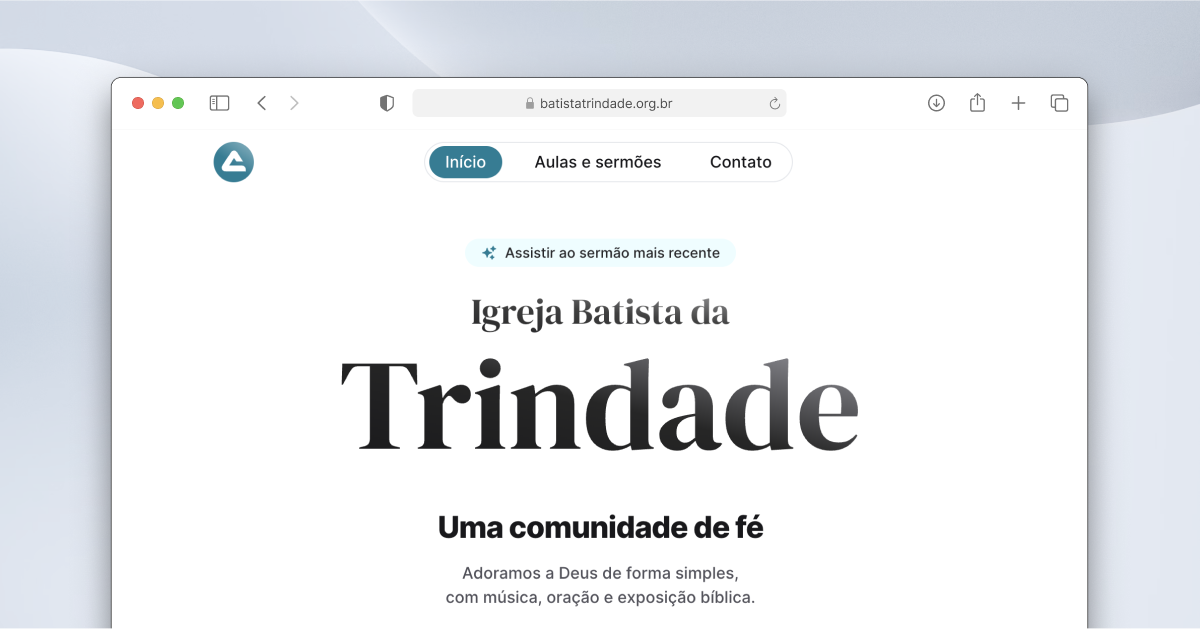 batistatrindade.org.br
Início Aulas e sermões Contato
Assistir ao sermão mais recente
Igreja Batista da
Trindade
Uma comunidade de fé
Adoramos a Deus de forma simples,
com música, oração e exposição bíblica.